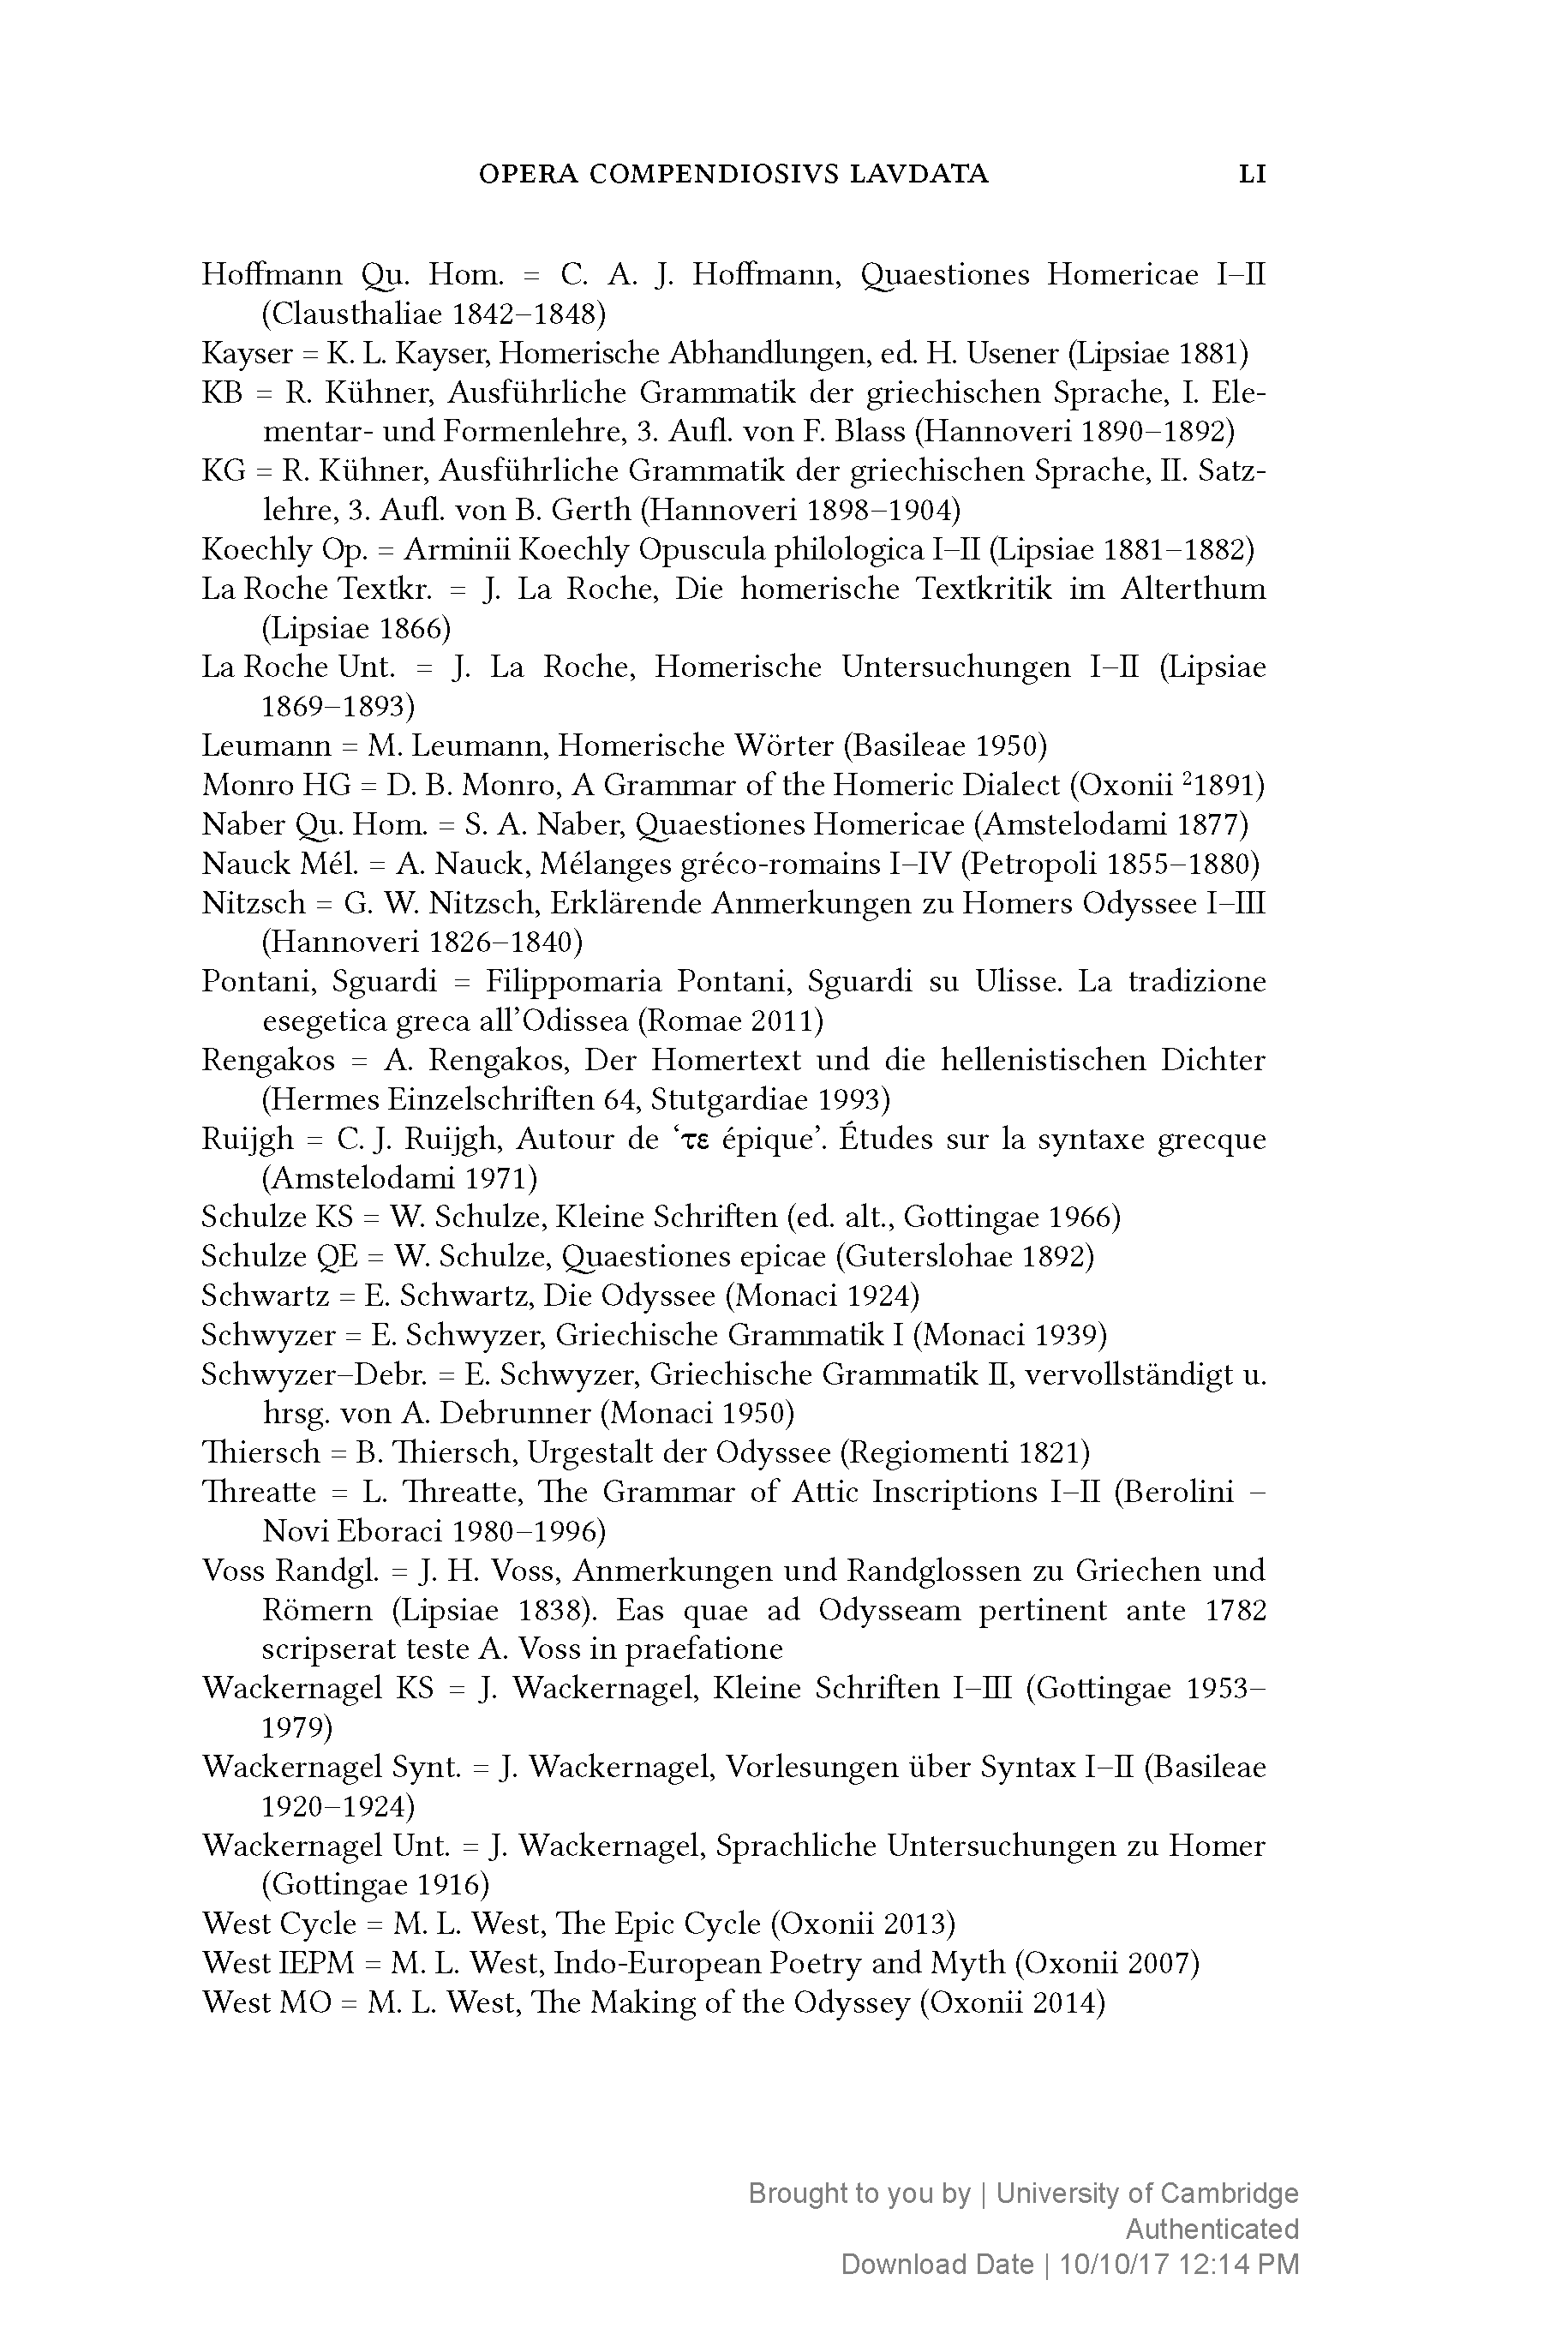 OPERA COMPENDIOSIVS LAVDATA LI
Hoffmann Qu. Hom. = C. A. J. Hoffmann, Quaestiones Homericae I–II
(Clausthaliae 1842–1848)
Kayser = K. L. Kayser, Homerische Abhandlungen, ed. H. Usener (Lipsiae 1881)
KB = R. Kühner, Ausführliche Grammatik der griechischen Sprache, I. Ele-
mentar- und Formenlehre, 3. Aufl. von F. Blass (Hannoveri 1890–1892)
KG = R. Kühner, Ausführliche Grammatik der griechischen Sprache, II. Satz-
lehre, 3. Aufl. von B. Gerth (Hannoveri 1898–1904)
Koechly Op. = Arminii Koechly Opuscula philologica I–II (Lipsiae 1881–1882)
La Roche Textkr. = J. La Roche, Die homerische Textkritik im Alterthum
(Lipsiae 1866)
La Roche Unt. = J. La Roche, Homerische Untersuchungen I–II (Lipsiae
1869–1893)
Leumann = M. Leumann, Homerische Wörter (Basileae 1950)
Monro HG = D. B. Monro, A Grammar of the Homeric Dialect (Oxonii ²1891)
Naber Qu. Hom. = S. A. Naber, Quaestiones Homericae (Amstelodami 1877)
Nauck Mél. = A. Nauck, Mélanges gréco-romains I–IV (Petropoli 1855–1880)
Nitzsch = G. W. Nitzsch, Erklärende Anmerkungen zu Homers Odyssee I–III
(Hannoveri 1826–1840)
Pontani, Sguardi = Filippomaria Pontani, Sguardi su Ulisse. La tradizione
esegetica greca all’Odissea (Romae 2011)
Rengakos = A. Rengakos, Der Homertext und die hellenistischen Dichter
(Hermes Einzelschriften 64, Stutgardiae 1993)
Ruijgh = C. J. Ruijgh, Autour de ‘τε épique’. Études sur la syntaxe grecque
(Amstelodami 1971)
Schulze KS = W. Schulze, Kleine Schriften (ed. alt., Gottingae 1966)
Schulze QE = W. Schulze, Quaestiones epicae (Guterslohae 1892)
Schwartz = E. Schwartz, Die Odyssee (Monaci 1924)
Schwyzer = E. Schwyzer, Griechische Grammatik I (Monaci 1939)
Schwyzer–Debr. = E. Schwyzer, Griechische Grammatik II, vervollständigt u.
hrsg. von A. Debrunner (Monaci 1950)
Thiersch = B. Thiersch, Urgestalt der Odyssee (Regiomenti 1821)
Threatte = L. Threatte, The Grammar of Attic Inscriptions I–II (Berolini –
Novi Eboraci 1980–1996)
Voss Randgl. = J. H. Voss, Anmerkungen und Randglossen zu Griechen und
Römern (Lipsiae 1838). Eas quae ad Odysseam pertinent ante 1782
scripserat teste A. Voss in praefatione
Wackernagel KS = J. Wackernagel, Kleine Schriften I–III (Gottingae 1953–
1979)
Wackernagel Synt. = J. Wackernagel, Vorlesungen über Syntax I–II (Basileae
1920–1924)
Wackernagel Unt. = J. Wackernagel, Sprachliche Untersuchungen zu Homer
(Gottingae 1916)
West Cycle = M. L. West, The Epic Cycle (Oxonii 2013)
West IEPM = M. L. West, Indo-European Poetry and Myth (Oxonii 2007)
West MO = M. L. West, The Making of the Odyssey (Oxonii 2014)
Brought to you by | University of Cambridge
Authenticated
Download Date | 10/10/17 12:14 PM